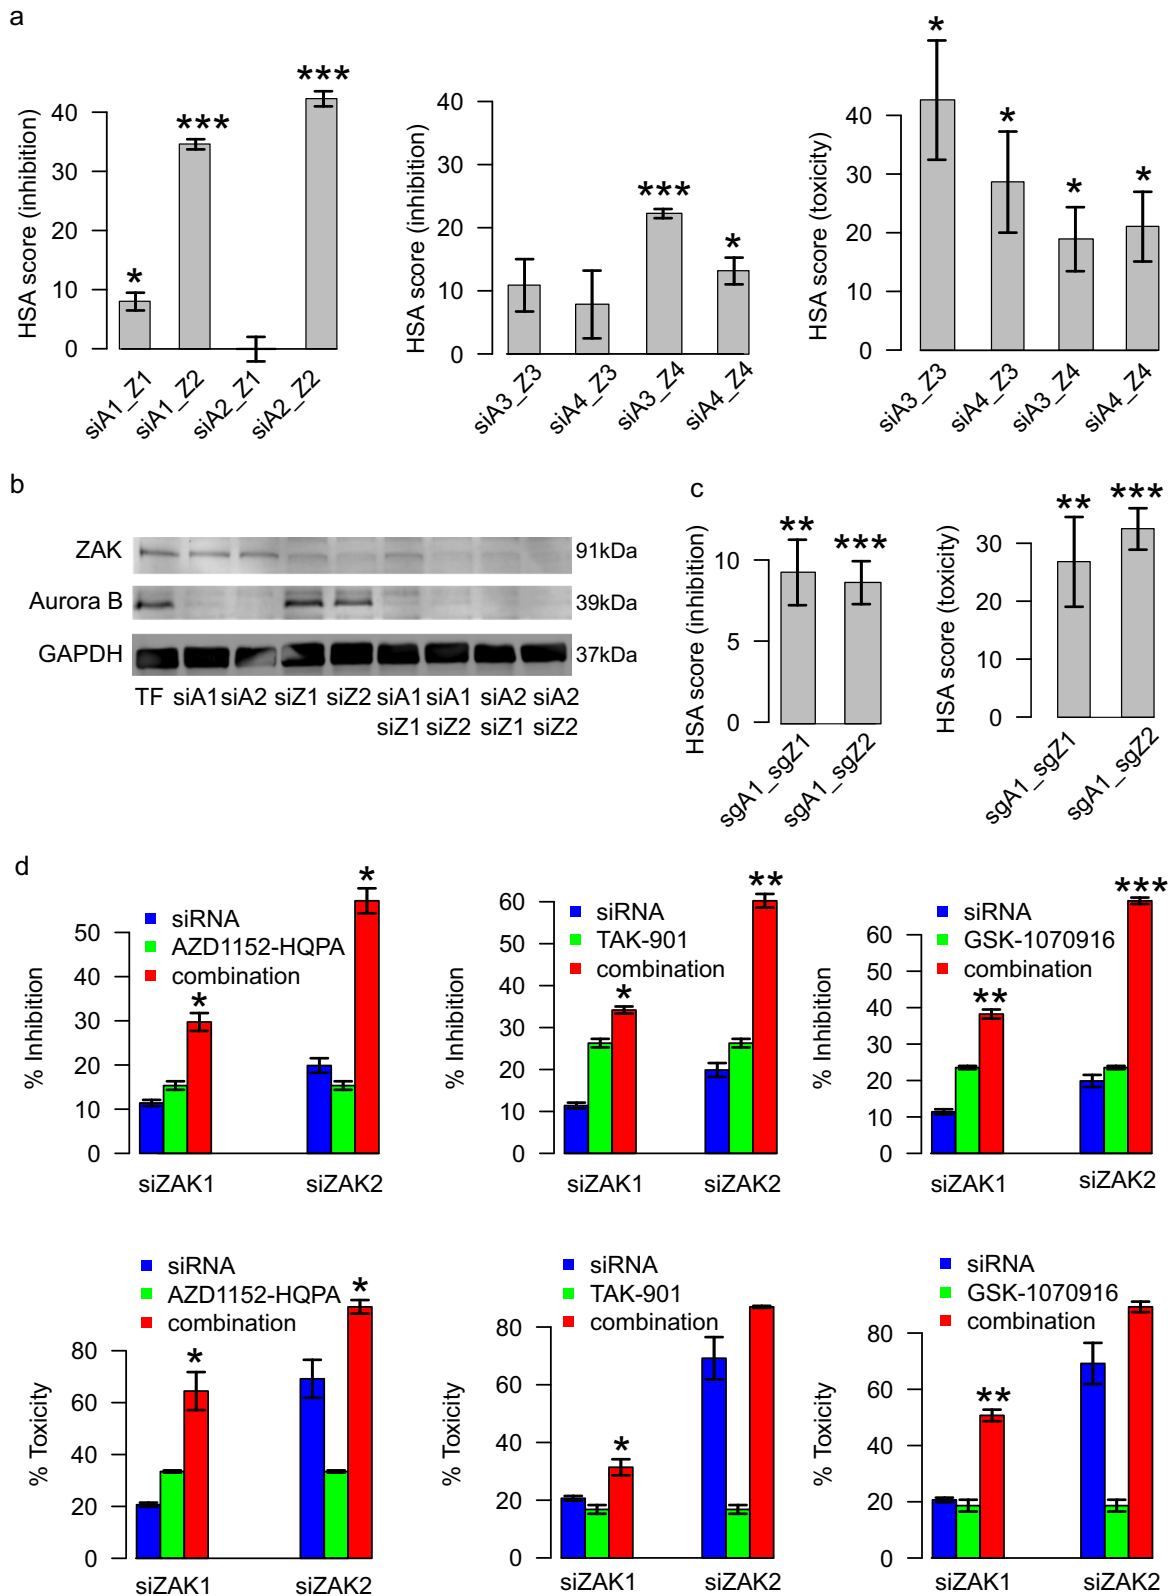 a
HSA score (inhibition)
40
30
20
10
0
*
***
***
siA1_Z1
siA1_Z2
siA2_Z1
siA2_Z2
HSA score (inhibition)
40
30
20
10
0
***
*
siA3_Z3
siA4_Z3
siA3_Z4
siA4_Z4
HSA score (toxicity)
40
30
20
10
0
*
*
*
*
siA3_Z3
siA4_Z3
siA3_Z4
siA4_Z4
b
ZAK
91kDa
Aurora B
39kDa
GAPDH
37kDa
TF siA1 siA2 siZ1 siZ2 siA1 siA1 siA2 siA2
siZ1 siZ2 siZ1 siZ2
c
HSA score (inhibition)
10
5
0
**
***
sgA1_sgZ1
sgA1_sgZ2
HSA score (toxicity)
30
20
10
0
**
***
sgA1_sgZ1
sgA1_sgZ2
d
% Inhibition
50
40
30
20
10
0
siRNA
AZD1152-HQPA
combination
*
*
siZAK1
siZAK2
% Inhibition
60
50
40
30
20
10
0
siRNA
TAK-901
combination
*
**
siZAK1
siZAK2
% Inhibition
60
50
40
30
20
10
0
siRNA
GSK-1070916
combination
**
***
siZAK1
siZAK2
% Toxicity
80
60
40
20
0
siRNA
AZD1152-HQPA
combination
*
*
siZAK1
siZAK2
% Toxicity
80
60
40
20
0
siRNA
TAK-901
combination
*
siZAK1
siZAK2
% Toxicity
80
60
40
20
0
siRNA
GSK-1070916
combination
**
siZAK1
siZAK2